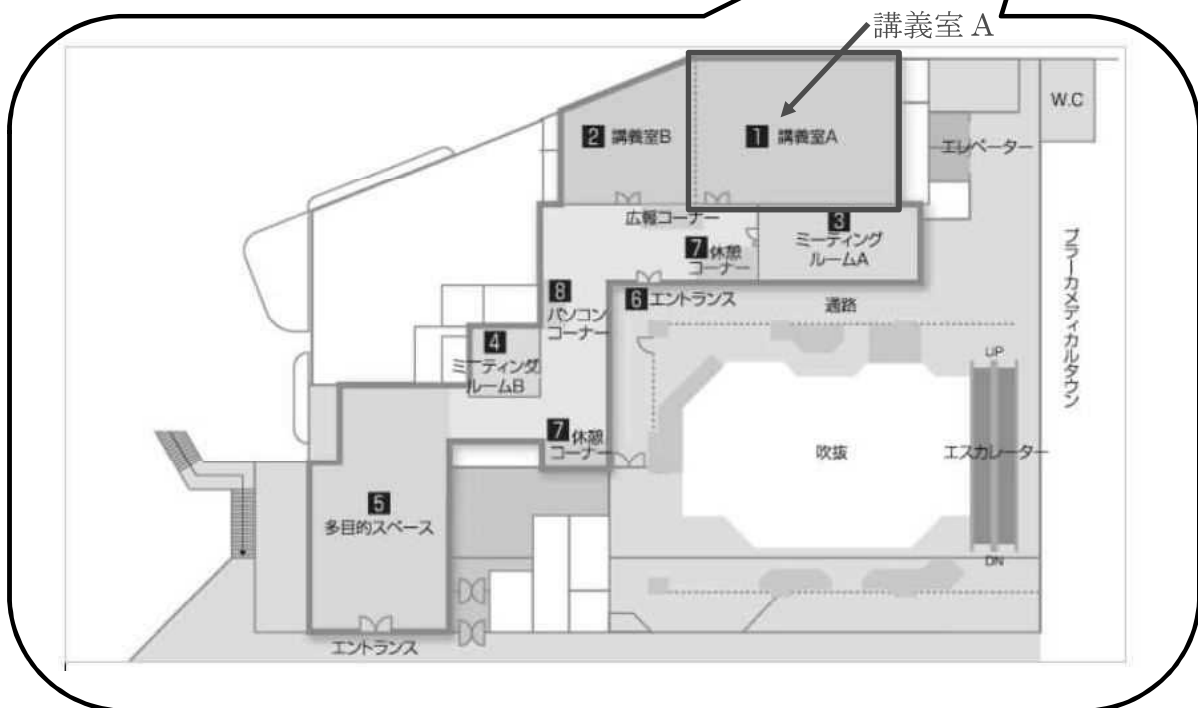 講義室 A
W.C
エレベーター
2 講義室B
1 講義室A
広報コーナー
3
ミーティング
ルームA
7 休憩
コーナー
6 エントランス
通路
8
パソコン
コーナー
4
ミーティング
ルームB
UP
プラーカメディカルタウン
7 休憩
コーナー
吹抜
エスカレーター
5
多目的スペース
DN
エントランス